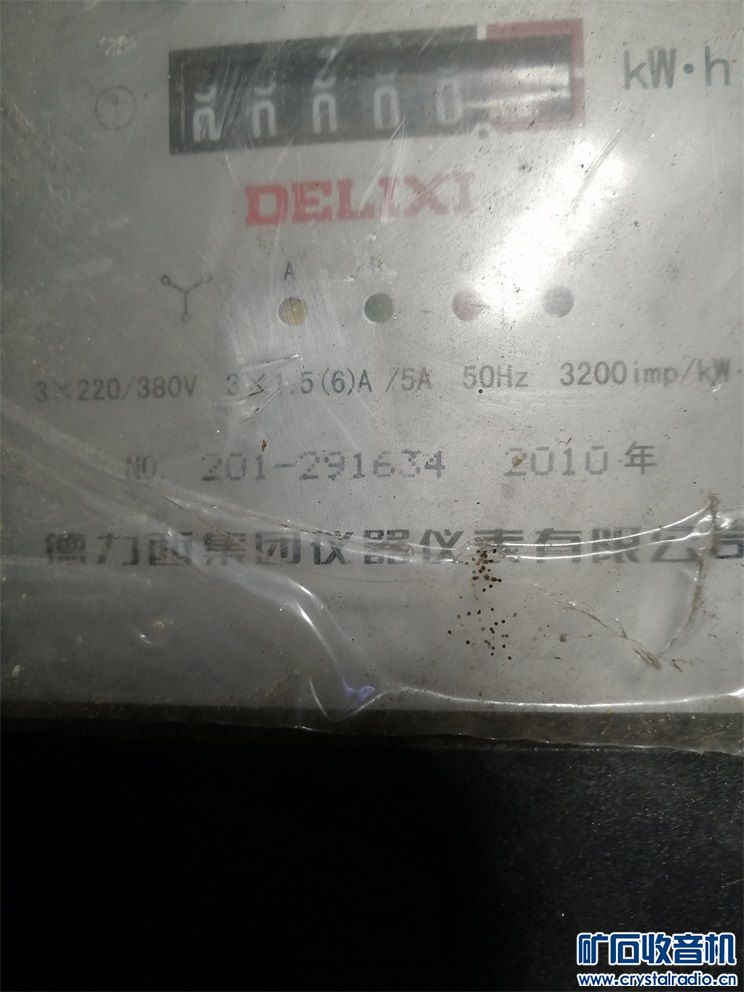 kW·h
DELIXI
A B
3×220/380V 3×1.5(6)A /5A 50Hz 3200imp/kW·
NO. 201-291634 2010年
德力西集团仪器仪表有限公司
矿石收音机
www.crystalradio.cn